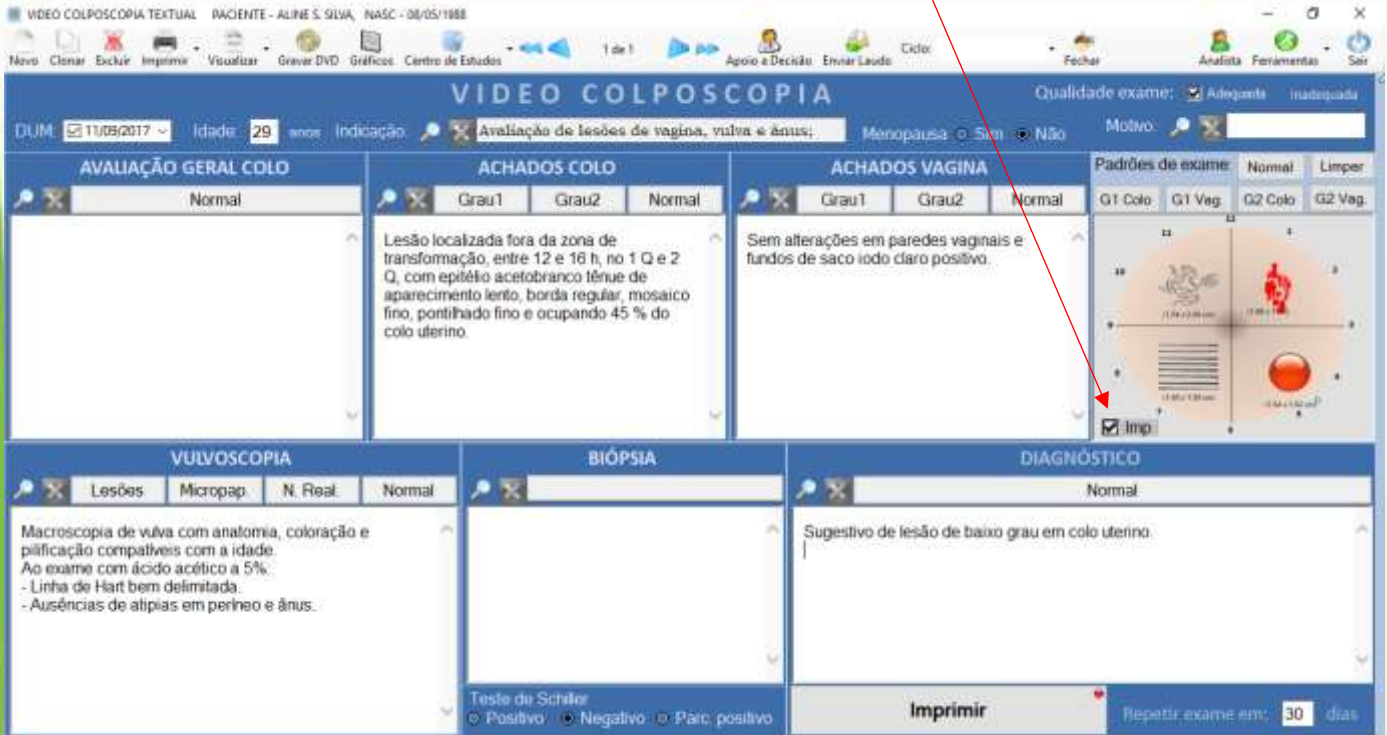 VIDEO COLPOSCOPIA TEXTUAL PACIENTE - ALINE S. SILVA, NASC - 08/05/1988
Novo Clonar Excluir Imprimir Visualizar Gravar DVD Gráficos Centro de Estudos 1 de 1 Apoio a Decisão Enviar Laudo Ciclo: Fechar Analista Ferramentas Sair
VIDEO COLPOSCOPIA
Qualidade exame: Adequada Inadequada
DUM: 11/09/2017 Idade: 29 anos Indicação: Avaliação de lesões de vagina, vulva e ânus; Menopausa Sim Não Motivo:
AVALIAÇÃO GERAL COLO
Normal
ACHADOS COLO
Grau1 Grau2 Normal
Lesão localizada fora da zona de
transformação, entre 12 e 16 h, no 1 Q e 2
Q, com epitélio acetobranco tênue de
aparecimento lento, borda regular, mosaico
fino, pontilhado fino e ocupando 45 % do
colo uterino.
ACHADOS VAGINA
Grau1 Grau2 Normal
Sem alterações em paredes vaginais e
fundos de saco iodo claro positivo.
Padrões de exame: Normal Limper
G1 Colo G1 Vag. G2 Colo G2 Vag.
Imp
VULVOSCOPIA
Lesões Micropap. N. Real. Normal
Macroscopia de vulva com anatomia, coloração e
pilificação compatíveis com a idade.
Ao exame com ácido acético a 5%:
- Linha de Hart bem delimitada.
- Ausências de atipias em períneo e ânus.
BIÓPSIA
Teste de Schiller
Positivo Negativo Parc. positivo
DIAGNÓSTICO
Normal
Sugestivo de lesão de baixo grau em colo uterino.
Imprimir
Repetir exame em: 30 dias